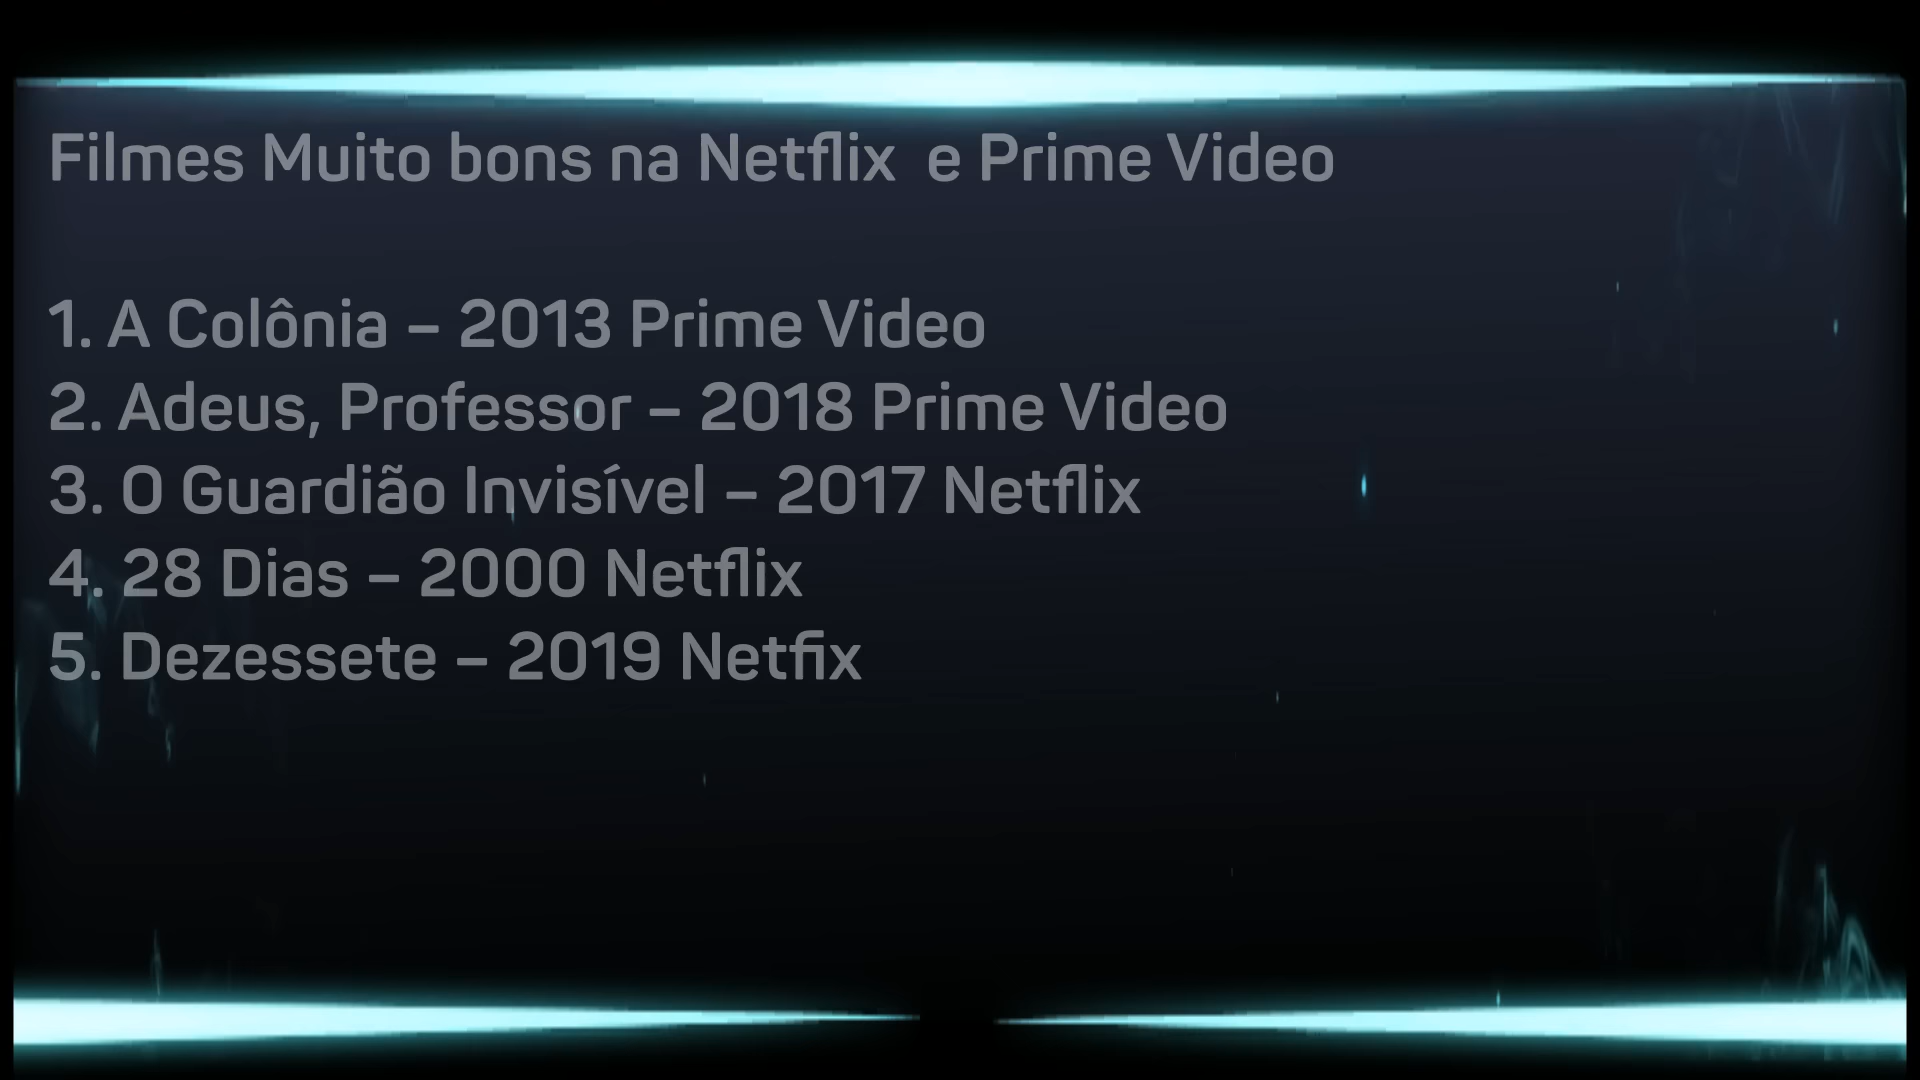 Filmes Muito bons na Netflix  e Prime Video
1. A Colônia – 2013 Prime Video
2. Adeus, Professor – 2018 Prime Video
3. O Guardião Invisível – 2017 Netflix
4. 28 Dias – 2000 Netflix
5. Dezessete – 2019 Netfix